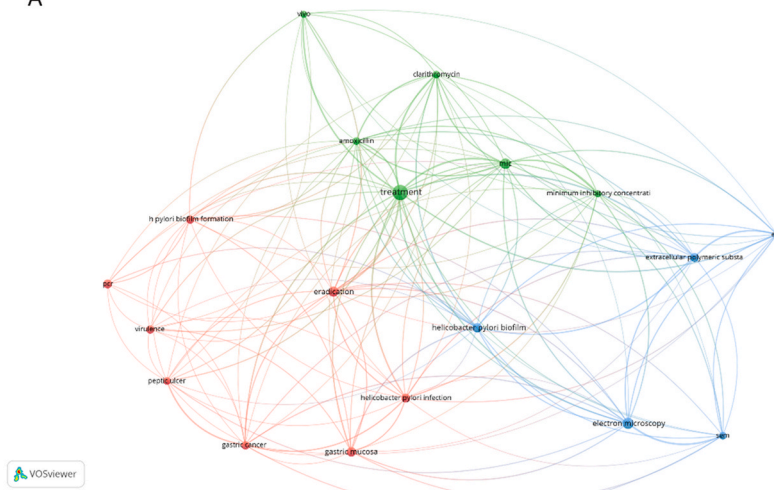 A
vivo
clarithromycin
amoxicillin
mic
treatment
minimum inhibitory concentrati
h pylori biofilm formation
extracellular polymeric substa
pcr
eradication
virulence
helicobacter pylori biofilm
peptic ulcer
helicobacter pylori infection
electron microscopy
sem
gastric cancer
gastric mucosa
VOSviewer